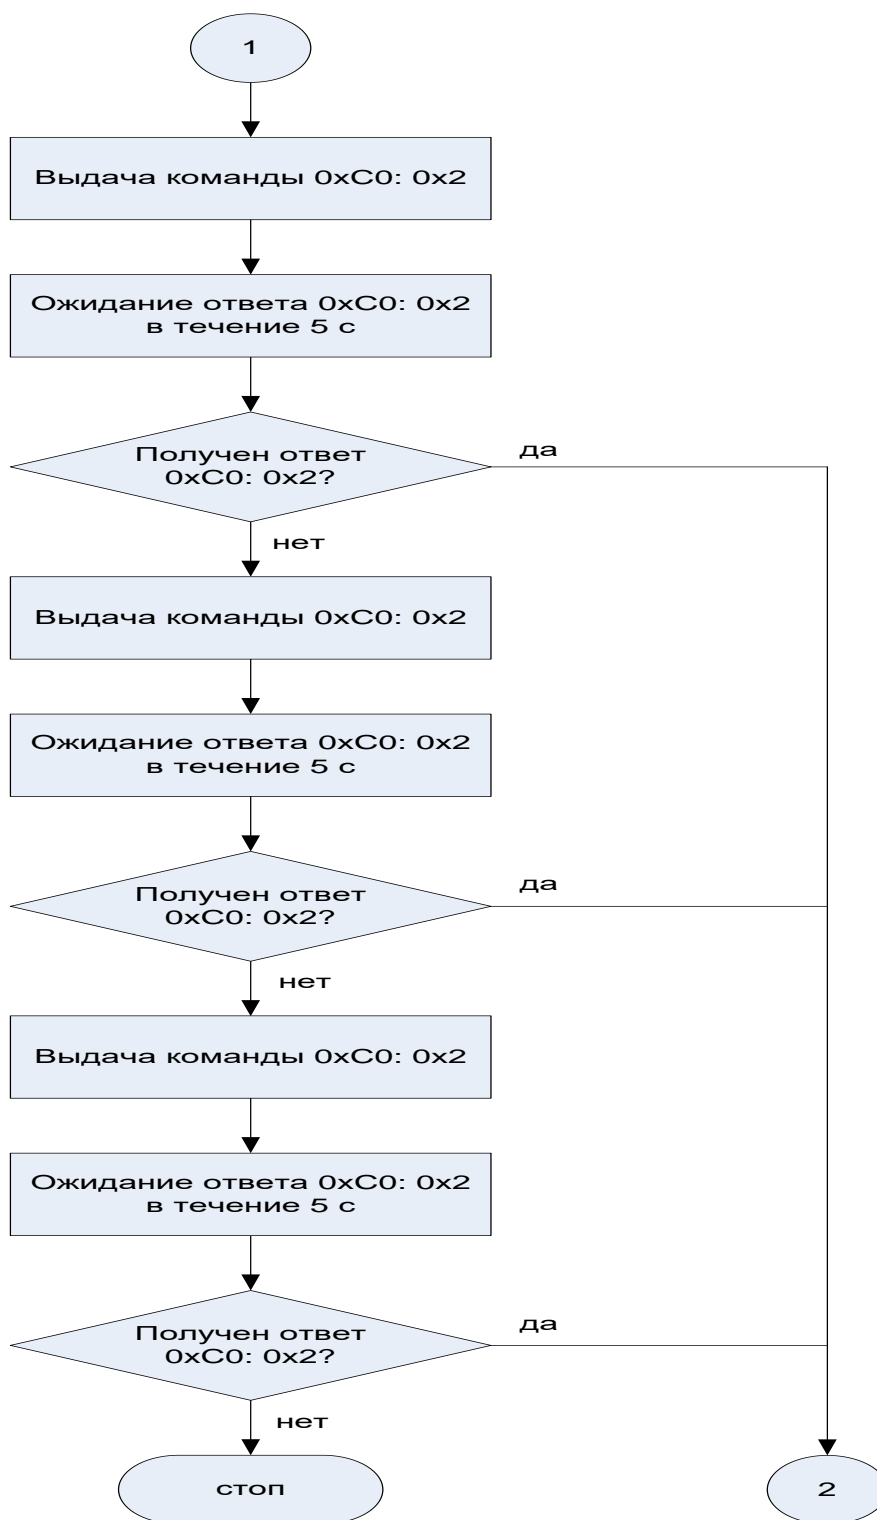 1
Выдача команды 0xC0: 0x2
Ожидание ответа 0xC0: 0x2
в течение 5 с
Получен ответ
0xC0: 0x2?
да
нет
Выдача команды 0xC0: 0x2
Ожидание ответа 0xC0: 0x2
в течение 5 с
Получен ответ
0xC0: 0x2?
да
нет
Выдача команды 0xC0: 0x2
Ожидание ответа 0xC0: 0x2
в течение 5 с
Получен ответ
0xC0: 0x2?
да
нет
стоп
2